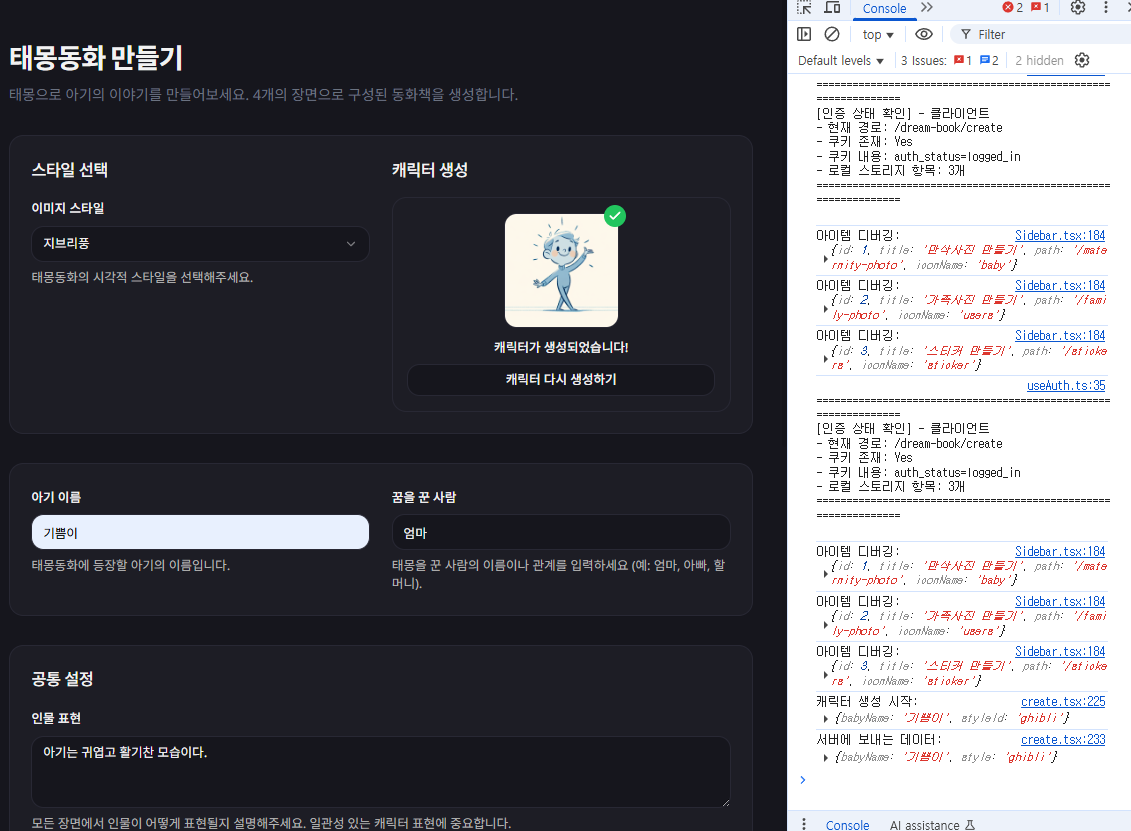 태몽동화 만들기
태몽으로 아기의 이야기를 만들어보세요. 4개의 장면으로 구성된 동화책을 생성합니다.
스타일 선택
이미지 스타일
지브리풍
태몽동화의 시각적 스타일을 선택해주세요.
캐릭터 생성
캐릭터가 생성되었습니다!
캐릭터 다시 생성하기
아기 이름
기쁨이
태몽동화에 등장할 아기의 이름입니다.
꿈을 꾼 사람
엄마
태몽을 꾼 사람의 이름이나 관계를 입력하세요 (예: 엄마, 아빠, 할
머니).
공통 설정
인물 표현
아기는 귀엽고 활기찬 모습이다.
모든 장면에서 인물이 어떻게 표현될지 설명해주세요. 일관성 있는 캐릭터 표현에 중요합니다.
Console 2 1
top Filter
Default levels 3 Issues: 1 2 2 hidden
==================================================
==============
[인증 상태 확인] - 클라이언트
- 현재 경로: /dream-book/create
- 쿠키 존재: Yes
- 쿠키 내용: auth_status=logged_in
- 로컬 스토리지 항목: 3개
==================================================
==============
아이템 디버깅: Sidebar.tsx:184
{id: 1, title: '만삭사진 만들기', path: '/mate
rnity-photo', iconName: 'baby'}
아이템 디버깅: Sidebar.tsx:184
{id: 2, title: '가족사진 만들기', path: '/fami
ly-photo', iconName: 'users'}
아이템 디버깅: Sidebar.tsx:184
{id: 3, title: '스티커 만들기', path: '/sticke
rs', iconName: 'sticker'}
useAuth.ts:35
==================================================
==============
[인증 상태 확인] - 클라이언트
- 현재 경로: /dream-book/create
- 쿠키 존재: Yes
- 쿠키 내용: auth_status=logged_in
- 로컬 스토리지 항목: 3개
==================================================
==============
아이템 디버깅: Sidebar.tsx:184
{id: 1, title: '만삭사진 만들기', path: '/mate
rnity-photo', iconName: 'baby'}
아이템 디버깅: Sidebar.tsx:184
{id: 2, title: '가족사진 만들기', path: '/fami
ly-photo', iconName: 'users'}
아이템 디버깅: Sidebar.tsx:184
{id: 3, title: '스티커 만들기', path: '/sticke
rs', iconName: 'sticker'}
캐릭터 생성 시작: create.tsx:225
{babyName: '기쁨이', styleId: 'ghibli'}
서버에 보내는 데이터: create.tsx:233
{babyName: '기쁨이', style: 'ghibli'}
Console AI assistance